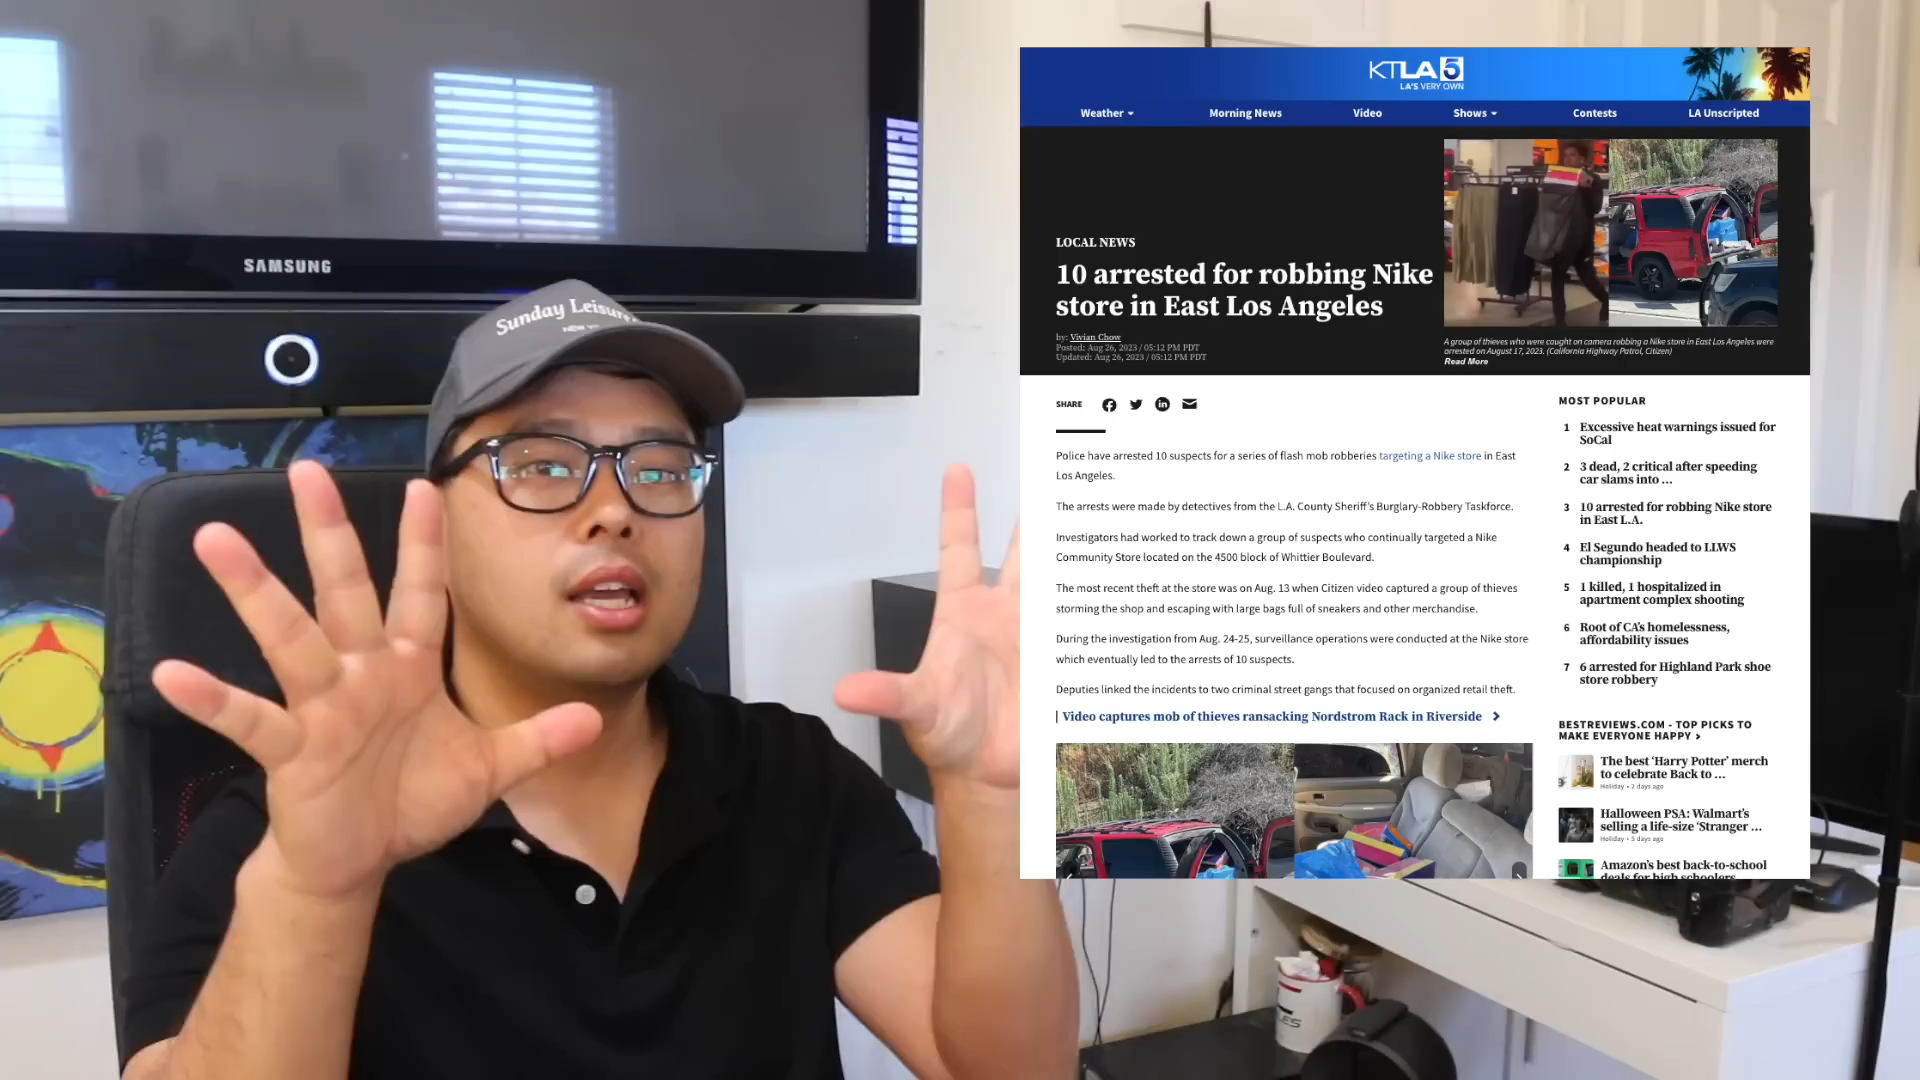 SAMSUNG
Sunday Leisure
KTLA 5
LA'S VERY OWN
Weather
Morning News
Video
Shows
Contests
LA Unscripted
LOCAL NEWS
10 arrested for robbing Nike
store in East Los Angeles
by: Vivian Chow
Posted: Aug 26, 2023 / 05:12 PM PDT
Updated: Aug 26, 2023 / 05:12 PM PDT
A group of thieves who were caught on camera robbing a Nike store in East Los Angeles were
arrested on August 17, 2023. (California Highway Patrol, Citizen)
Read More
SHARE
Police have arrested 10 suspects for a series of flash mob robberies targeting a Nike store in East
Los Angeles.
The arrests were made by detectives from the L.A. County Sheriff's Burglary-Robbery Taskforce.
Investigators had worked to track down a group of suspects who continually targeted a Nike
Community Store located on the 4500 block of Whittier Boulevard.
The most recent theft at the store was on Aug. 13 when Citizen video captured a group of thieves
storming the shop and escaping with large bags full of sneakers and other merchandise.
During the investigation from Aug. 24-25, surveillance operations were conducted at the Nike store
which eventually led to the arrests of 10 suspects.
Deputies linked the incidents to two criminal street gangs that focused on organized retail theft.
Video captures mob of thieves ransacking Nordstrom Rack in Riverside
MOST POPULAR
1 Excessive heat warnings issued for
SoCal
2 3 dead, 2 critical after speeding
car slams into ...
3 10 arrested for robbing Nike store
in East L.A.
4 El Segundo headed to LLWS
championship
5 1 killed, 1 hospitalized in
apartment complex shooting
6 Root of CA's homelessness,
affordability issues
7 6 arrested for Highland Park shoe
store robbery
BESTREVIEWS.COM - TOP PICKS TO
MAKE EVERYONE HAPPY >
The best 'Harry Potter' merch
to celebrate Back to ...
Holiday • 2 days ago
Halloween PSA: Walmart's
selling a life-size 'Stranger ...
Holiday • 5 days ago
Amazon's best back-to-school
deals for high schoolers